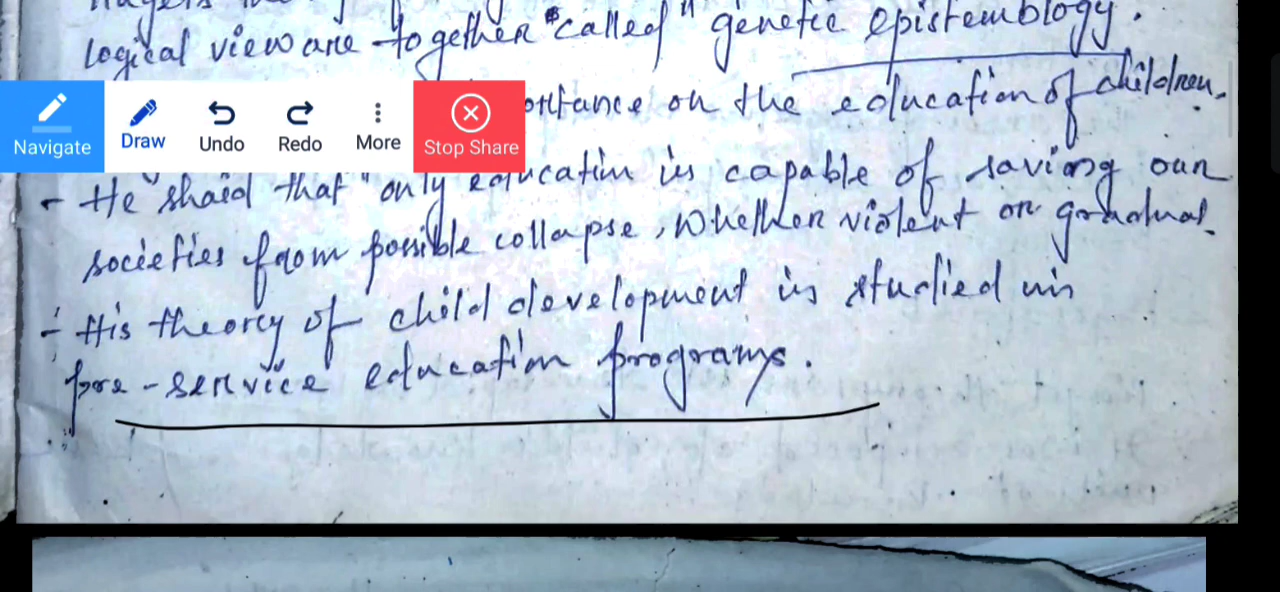 logical view are together "called" genetic epistemology.
ortance on the education of children.
Navigate
Draw
Undo
Redo
More
Stop Share
- He shaid that "only education is capable of saving our
societies from possible collapse, whether violent or gradual.
- His theory of child development is studied in
pre-service education programs.